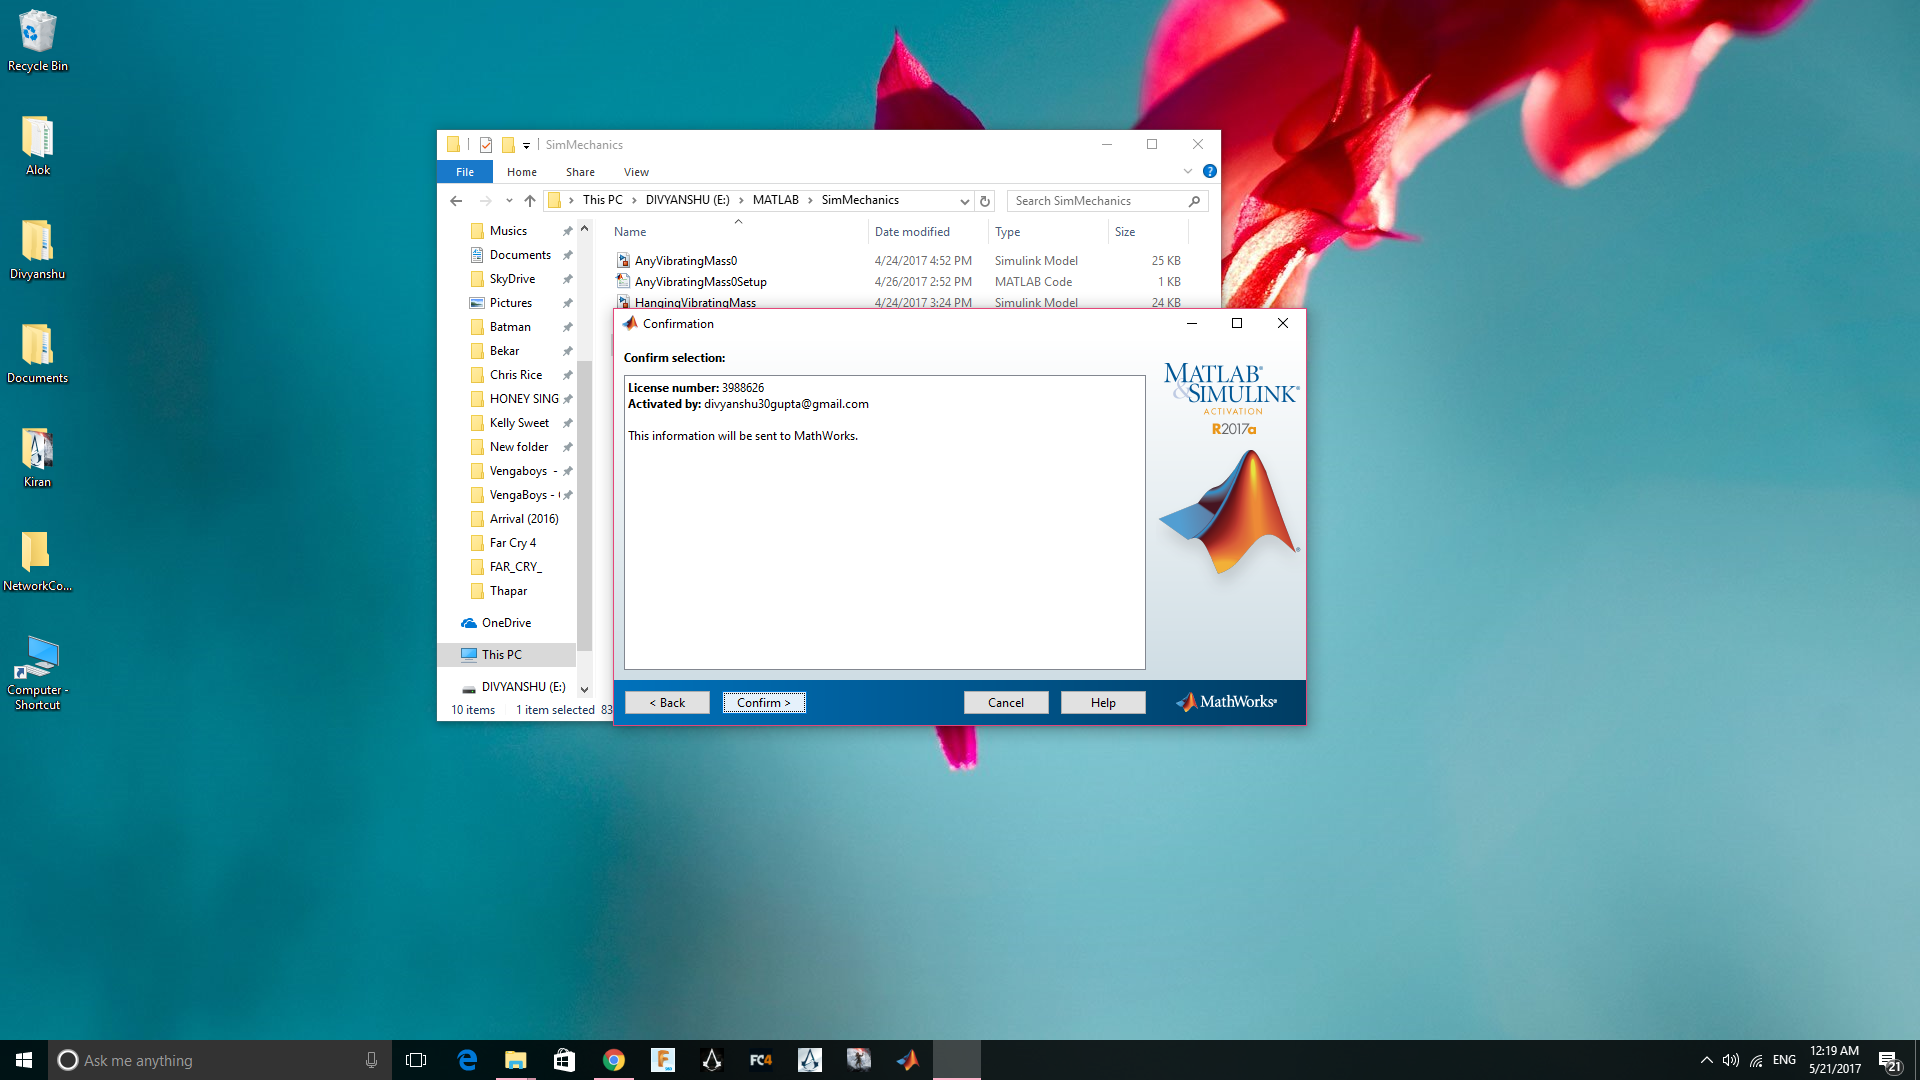 Recycle Bin
Alok
Divyanshu
Documents
Kiran
NetworkCo...
Computer -
Shortcut
SimMechanics
File
Home
Share
View
This PC
DIVYANSHU (E:)
MATLAB
SimMechanics
Search SimMechanics
Musics
Documents
SkyDrive
Pictures
Batman
Bekar
Chris Rice
HONEY SING
Kelly Sweet
New folder
Vengaboys -
VengaBoys -
Arrival (2016)
Far Cry 4
FAR_CRY_
Thapar
OneDrive
This PC
DIVYANSHU (E:)
10 items 1 item selected 83
Name Date modified Type Size
AnyVibratingMass0 4/24/2017 4:52 PM Simulink Model 25 KB
AnyVibratingMass0Setup 4/26/2017 2:52 PM MATLAB Code 1 KB
HangingVibratingMass 4/24/2017 3:24 PM Simulink Model 24 KB
Confirmation
Confirm selection:
License number: 3988626
Activated by: divyanshu30gupta@gmail.com
This information will be sent to MathWorks.
MATLAB®
&SIMULINK®
ACTIVATION
R2017a
< Back
Confirm >
Cancel
Help
MathWorks®
Ask me anything
FC4
ENG
12:19 AM
5/21/2017
21